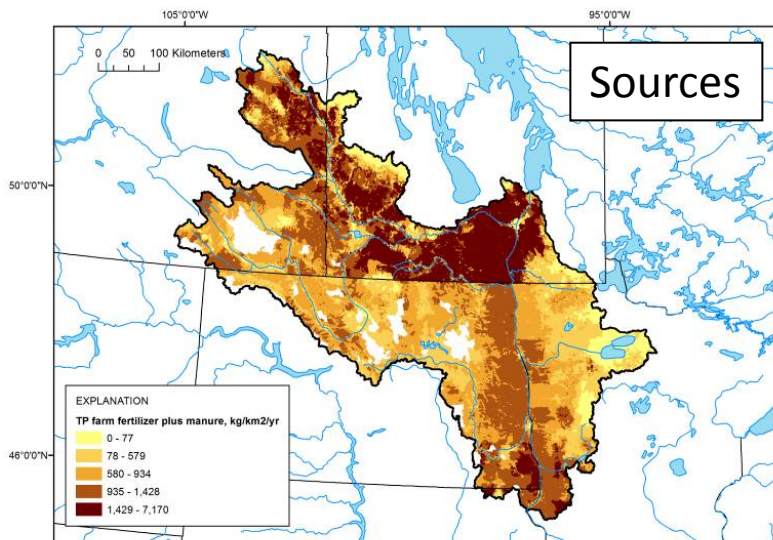 105°0'0"W
95°0'0"W
0 50 100 Kilometers
Sources
50°0'0"N
46°0'0"N
EXPLANATION
TP farm fertilizer plus manure, kg/km2/yr
0 - 77
78 - 579
580 - 934
935 - 1,428
1,429 - 7,170